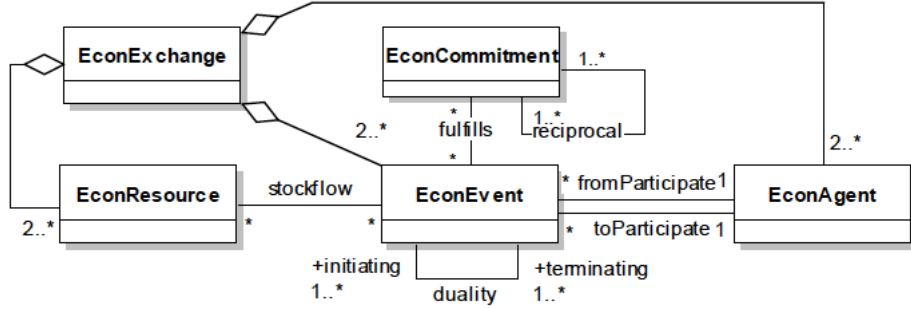 EconExchange
EconCommitment
1..*
1..*
reciprocal
*
fulfills
*
2..*
2..*
EconResource
stockflow
*
*
2..*
EconEvent
* fromParticipate 1
* toParticipate 1
EconAgent
+initiating
1..*
duality
+terminating
1..*